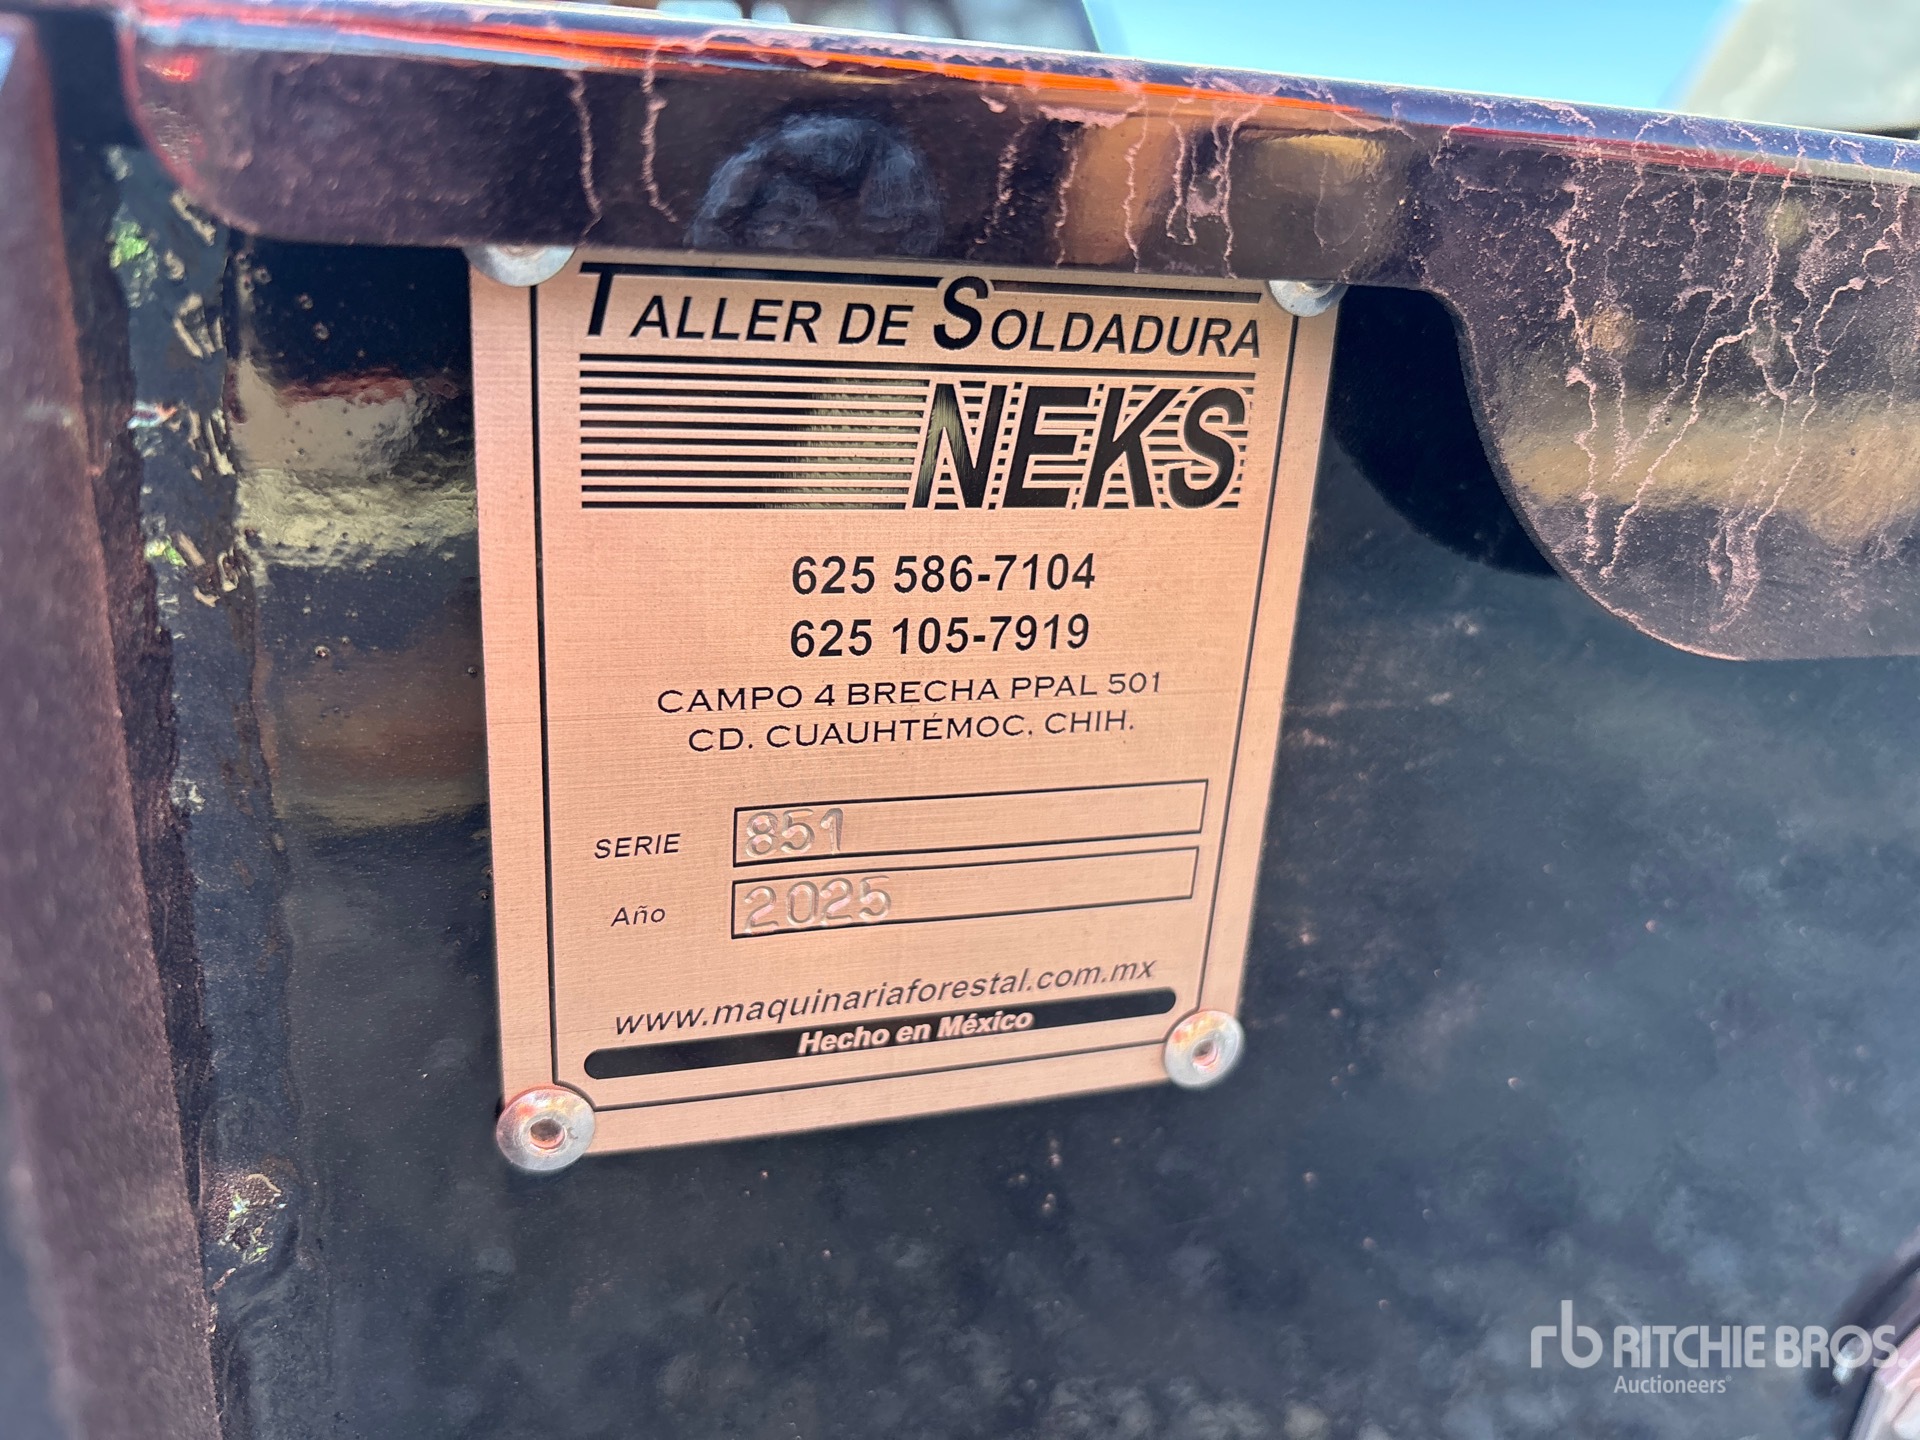 TALLER DE SOLDADURA
NEKS
625 586-7104
625 105-7919
CAMPO 4 BRECHA PPAL 501
CD. CUAUHTÉMOC, CHIH.
SERIE 851
Año 2025
www.maquinariaforestal.com.mx
Hecho en México
rb RITCHIE BROS.
Auctioneers